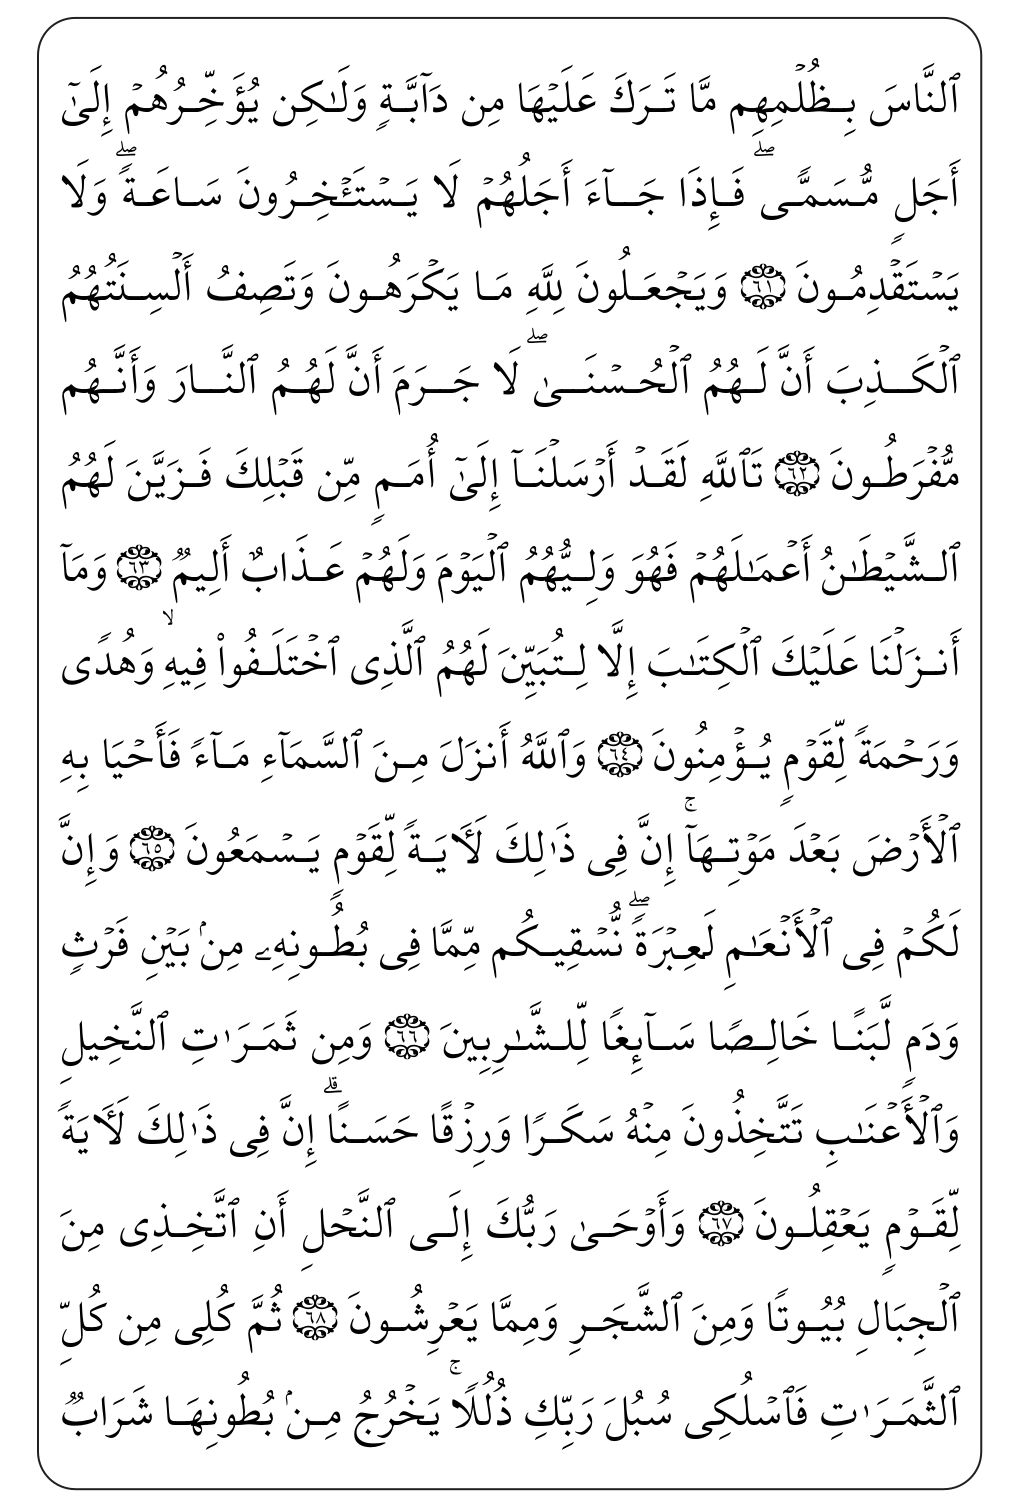 ٱلنَّاسَ بِظُلۡمِهِم مَّا تَرَكَ عَلَيۡهَا مِن دَآبَّةٖ وَلَٰكِن يُؤَخِّرُهُمۡ إِلَىٰٓ
أَجَلٖ مُّسَمّٗىۖ فَإِذَا جَآءَ أَجَلُهُمۡ لَا يَسۡتَـٔۡخِرُونَ سَاعَةٗۖ وَلَا
يَسۡتَقۡدِمُونَ ٦١ وَيَجۡعَلُونَ لِلَّهِ مَا يَكۡرَهُونَ وَتَصِفُ أَلۡسِنَتُهُمُ
ٱلۡكَذِبَ أَنَّ لَهُمُ ٱلۡحُسۡنَىٰۖ لَا جَرَمَ أَنَّ لَهُمُ ٱلنَّارَ وَأَنَّهُم
مُّفۡرَطُونَ ٦٢ تَٱللَّهِ لَقَدۡ أَرۡسَلۡنَآ إِلَىٰٓ أُمَمٖ مِّن قَبۡلِكَ فَزَيَّنَ لَهُمُ
ٱلشَّيۡطَٰنُ أَعۡمَٰلَهُمۡ فَهُوَ وَلِيُّهُمُ ٱلۡيَوۡمَ وَلَهُمۡ عَذَابٌ أَلِيمٞ ٦٣ وَمَآ
أَنزَلۡنَا عَلَيۡكَ ٱلۡكِتَٰبَ إِلَّا لِتُبَيِّنَ لَهُمُ ٱلَّذِى ٱخۡتَلَفُواْ فِيهِۙ وَهُدٗى
وَرَحۡمَةٗ لِّقَوۡمٖ يُؤۡمِنُونَ ٦٤ وَٱللَّهُ أَنزَلَ مِنَ ٱلسَّمَآءِ مَآءٗ فَأَحۡيَا بِهِ
ٱلۡأَرۡضَ بَعۡدَ مَوۡتِهَآۚ إِنَّ فِى ذَٰلِكَ لَأٓيَةٗ لِّقَوۡمٖ يَسۡمَعُونَ ٦٥ وَإِنَّ
لَكُمۡ فِى ٱلۡأَنۡعَٰمِ لَعِبۡرَةٗۖ نُّسۡقِيكُم مِّمَّا فِى بُطُونِهِۦ مِنۢ بَيۡنِ فَرۡثٖ
وَدَمٖ لَّبَنًا خَالِصٗا سَآئِغٗا لِّلشَّٰرِبِينَ ٦٦ وَمِن ثَمَرَٰتِ ٱلنَّخِيلِ
وَٱلۡأَعۡنَٰبِ تَتَّخِذُونَ مِنۡهُ سَكَرٗا وَرِزۡقًا حَسَنًاۗ إِنَّ فِى ذَٰلِكَ لَأٓيَةٗ
لِّقَوۡمٖ يَعۡقِلُونَ ٦٧ وَأَوۡحَىٰ رَبُّكَ إِلَى ٱلنَّحۡلِ أَنِ ٱتَّخِذِى مِنَ
ٱلۡجِبَالِ بُيُوتٗا وَمِنَ ٱلشَّجَرِ وَمِمَّا يَعۡرِشُونَ ٦٨ ثُمَّ كُلِى مِن كُلِّ
ٱلثَّمَرَٰتِ فَٱسۡلُكِى سُبُلَ رَبِّكِ ذُلُلٗاۚ يَخۡرُجُ مِنۢ بُطُونِهَا شَرَابٞ